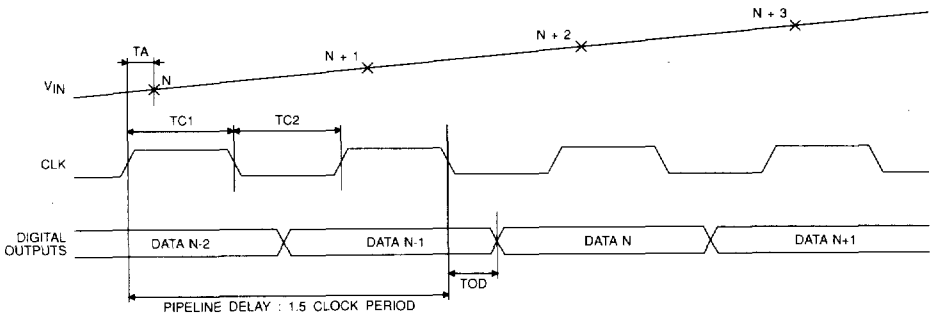 N + 3
N + 2
N + 1
TA
N
VIN
TC1
TC2
CLK
DIGITAL
OUTPUTS
DATA N-2
DATA N-1
DATA N
DATA N+1
TOD
PIPELINE DELAY : 1.5 CLOCK PERIOD